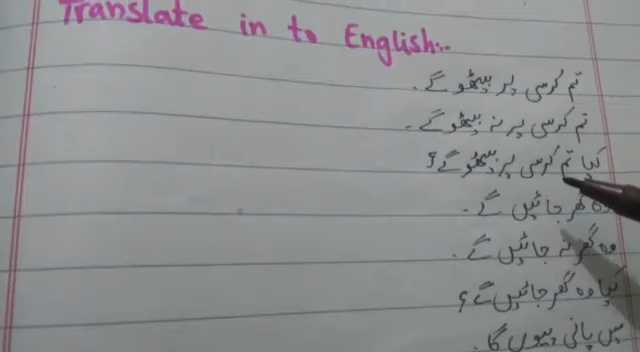 Translate in to English:-
تم کرسی پر بیٹھو گے۔
تم کرسی پر نہ بیٹھو گے۔
کیا تم کرسی پر بیٹھو گے؟
وہ گھر جائیں گے۔
وہ گھر نہ جائیں گے۔
کیا وہ گھر جائیں گے؟
میں پانی پیوں گا۔